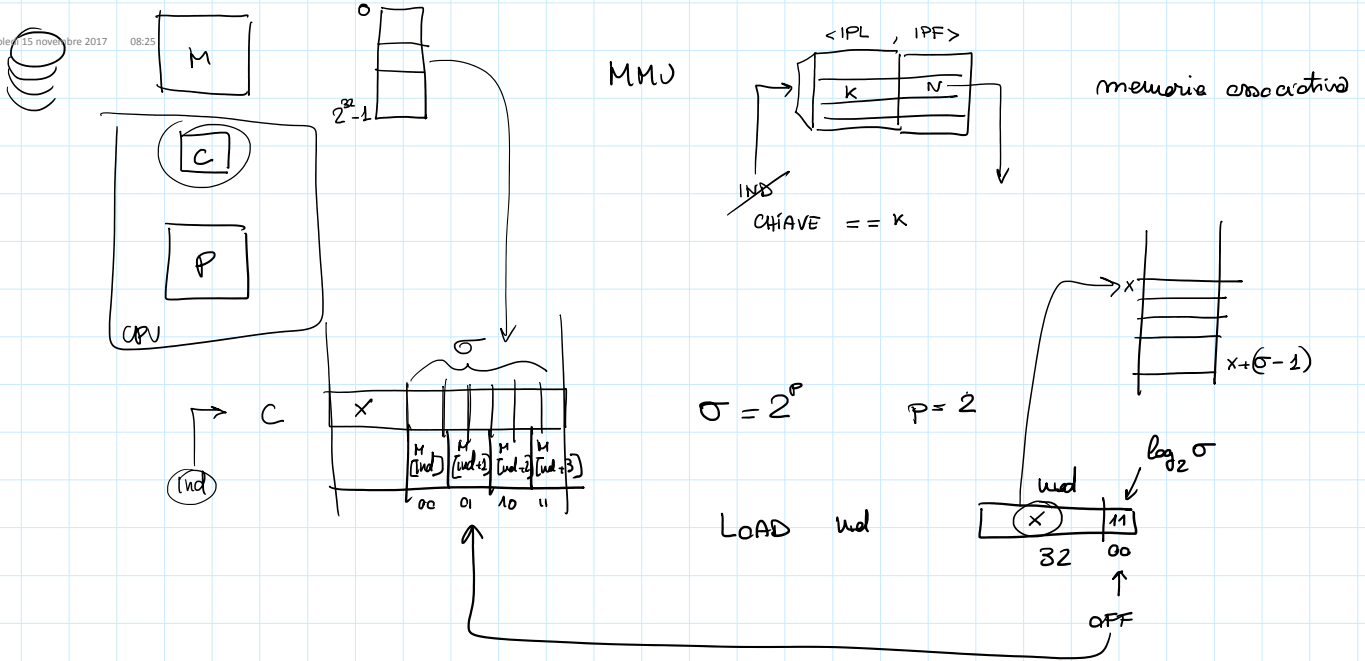 15 novembre 2017 08:25
M
C
P
CPU
0
2^32-1
MMU
<IPL , IPF>
K N
IND
CHIAVE == K
memoria associativa
σ
C X
Ind
M[Ind] M[Ind+1] M[Ind+2] M[Ind+3]
00 01 10 11
σ = 2^p p = 2
LOAD Ind
x
x+(σ-1)
log2 σ
Ind
X 11
32 00
OFF